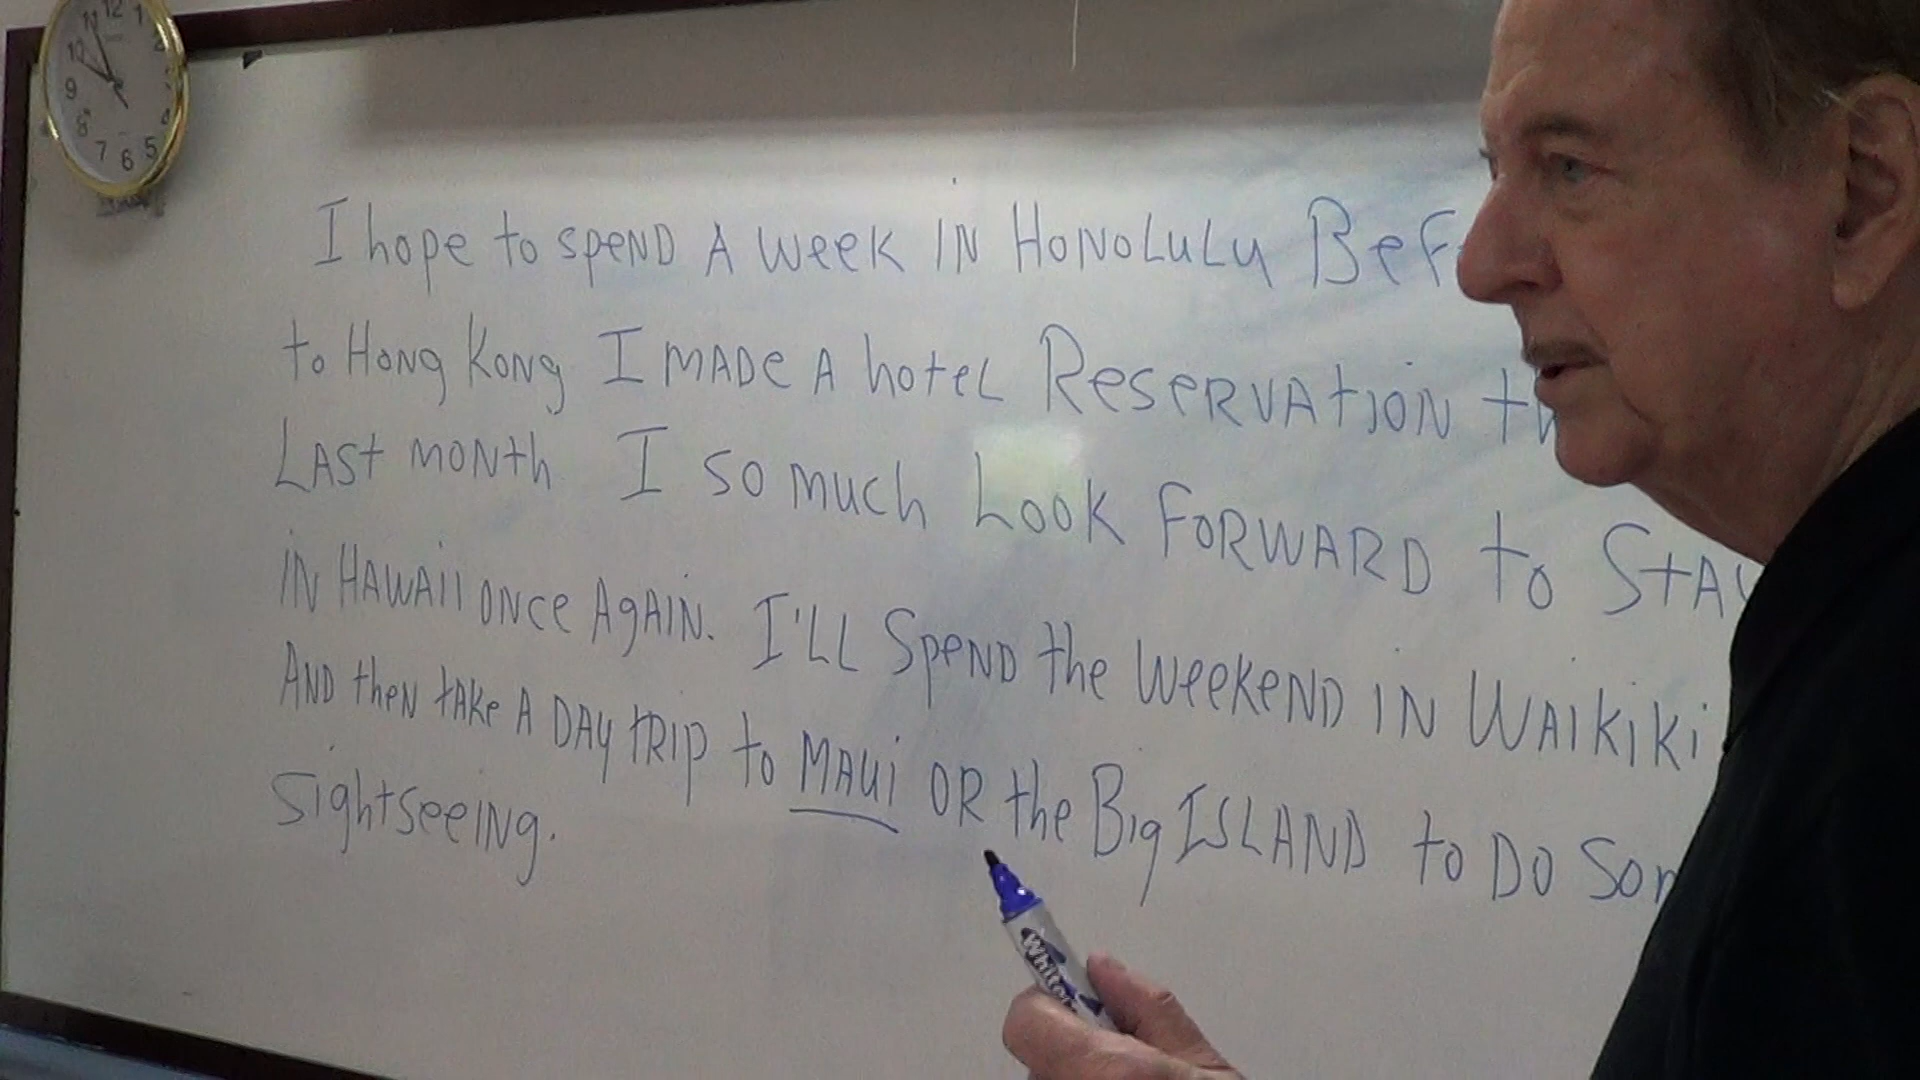 I hope to spend A week IN HONOLULU
to Hong Kong I MADE A hotel Reservation
LAST month I so much Look FORWARD to STAY
IN HAWAII ONCE AgAIN. I'LL Spend the weekend IN WAIKIKI
AND then take A DAY TRIP to MAUI OR the Big ISLAND to DO
Sightseeing.